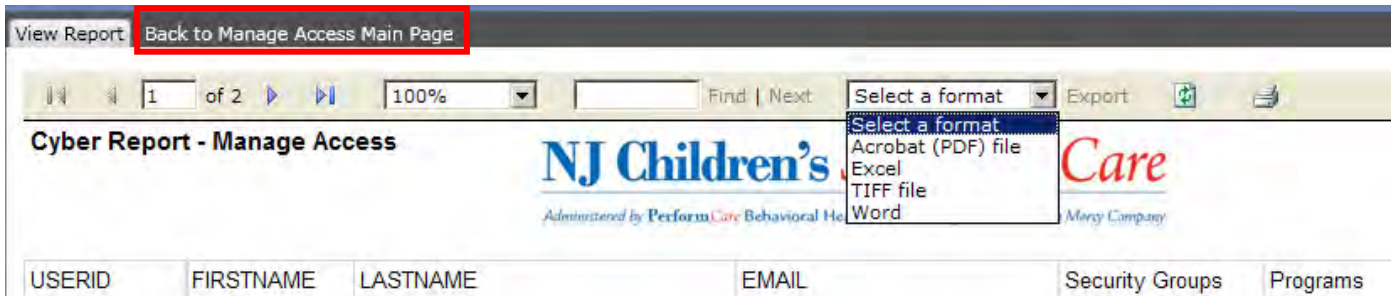 View Report Back to Manage Access Main Page
1 of 2 100% Find | Next Select a format Export
Select a format
Acrobat (PDF) file
Excel
TIFF file
Word
Cyber Report - Manage Access
NJ Children's Care
Administered by PerformCare Behavioral Mercy Company
USERID FIRSTNAME LASTNAME EMAIL Security Groups Programs